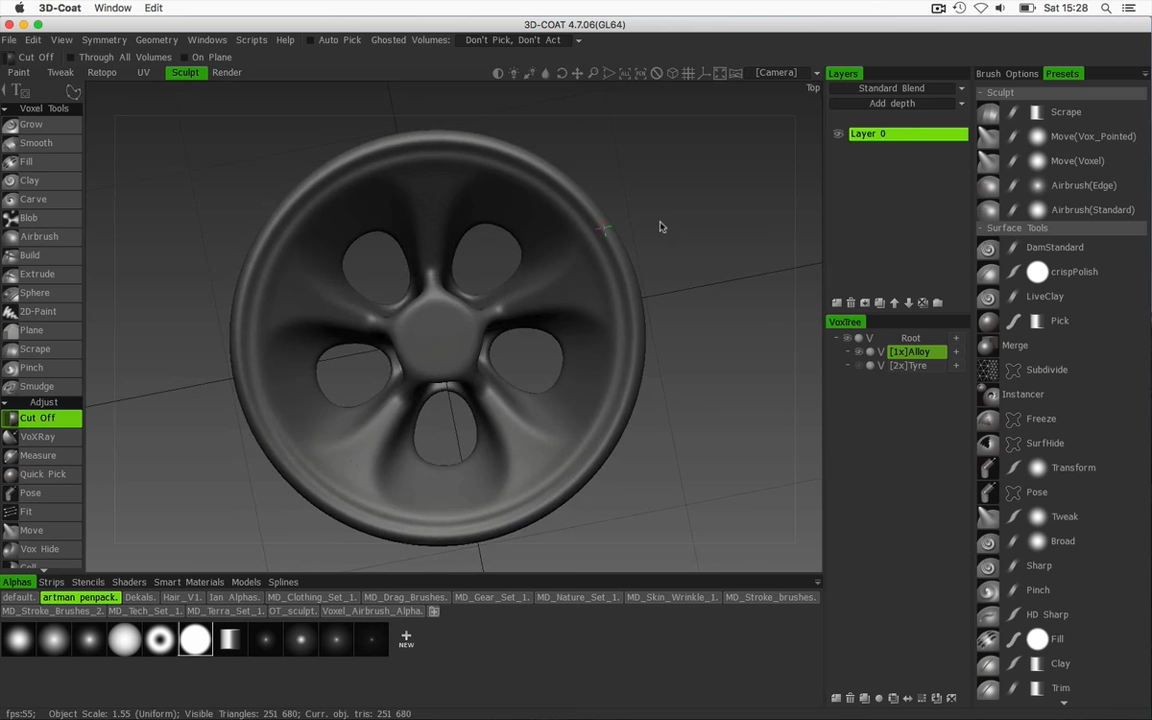 3D-Coat Window Edit Sat 15:28
3D-COAT 4.7.06(GL64)
File Edit View Symmetry Geometry Windows Scripts Help Auto Pick Ghosted Volumes: Don't Pick, Don't Act
Cut Off Through All Volumes On Plane
Paint Tweak Retopo UV Sculpt Render [Camera]
Top
Voxel Tools
Grow
Smooth
Fill
Clay
Carve
Blob
Airbrush
Build
Extrude
Sphere
2D-Paint
Plane
Scrape
Pinch
Smudge
Adjust
Cut Off
VoXRay
Measure
Quick Pick
Pose
Fit
Move
Vox Hide
Layers
Standard Blend
Add depth
Layer 0
VoxTree
V Root +
V [1x]Alloy +
V [2x]Tyre +
Brush Options Presets
Sculpt
Scrape
Move(Vox_Pointed)
Move(Voxel)
Airbrush(Edge)
Airbrush(Standard)
Surface Tools
DamStandard
crispPolish
LiveClay
Pick
Merge
Subdivide
Instancer
Freeze
SurfHide
Transform
Pose
Tweak
Broad
Sharp
Pinch
HD Sharp
Fill
Clay
Trim
Alphas Strips Stencils Shaders Smart Materials Models Splines
default. artman penpack. Dekals. Hair_V1. Ian Alphas. MD_Clothing_Set_1. MD_Drag_Brushes. MD_Gear_Set_1. MD_Nature_Set_1. MD_Skin_Wrinkle_1. MD_Stroke_brushes.
MD_Stroke_Brushes_2. MD_Tech_Set_1. MD_Terra_Set_1. OT_sculpt. Voxel_Airbrush_Alpha.
NEW
fps:55; Object Scale: 1.55 (Uniform); Visible Triangles: 251 680; Curr. obj. tris: 251 680;